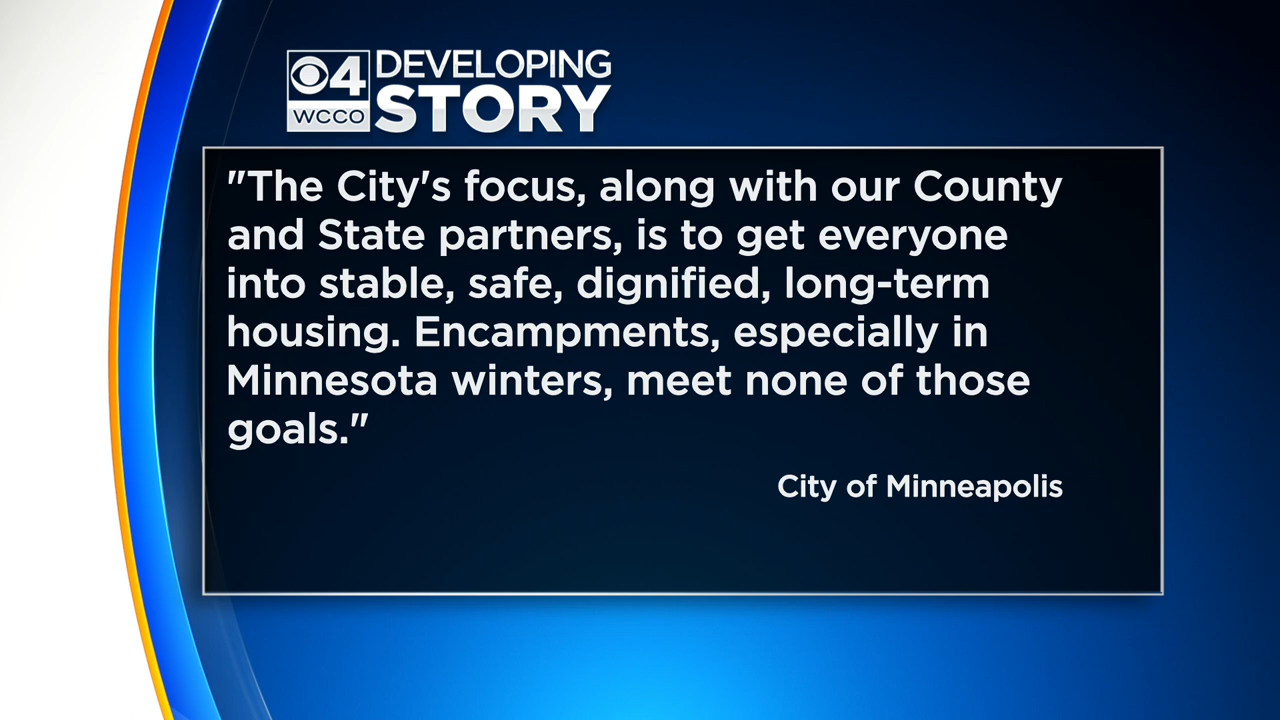 4 DEVELOPING
WCCO STORY
"The City's focus, along with our County
and State partners, is to get everyone
into stable, safe, dignified, long-term
housing. Encampments, especially in
Minnesota winters, meet none of those
goals."
City of Minneapolis